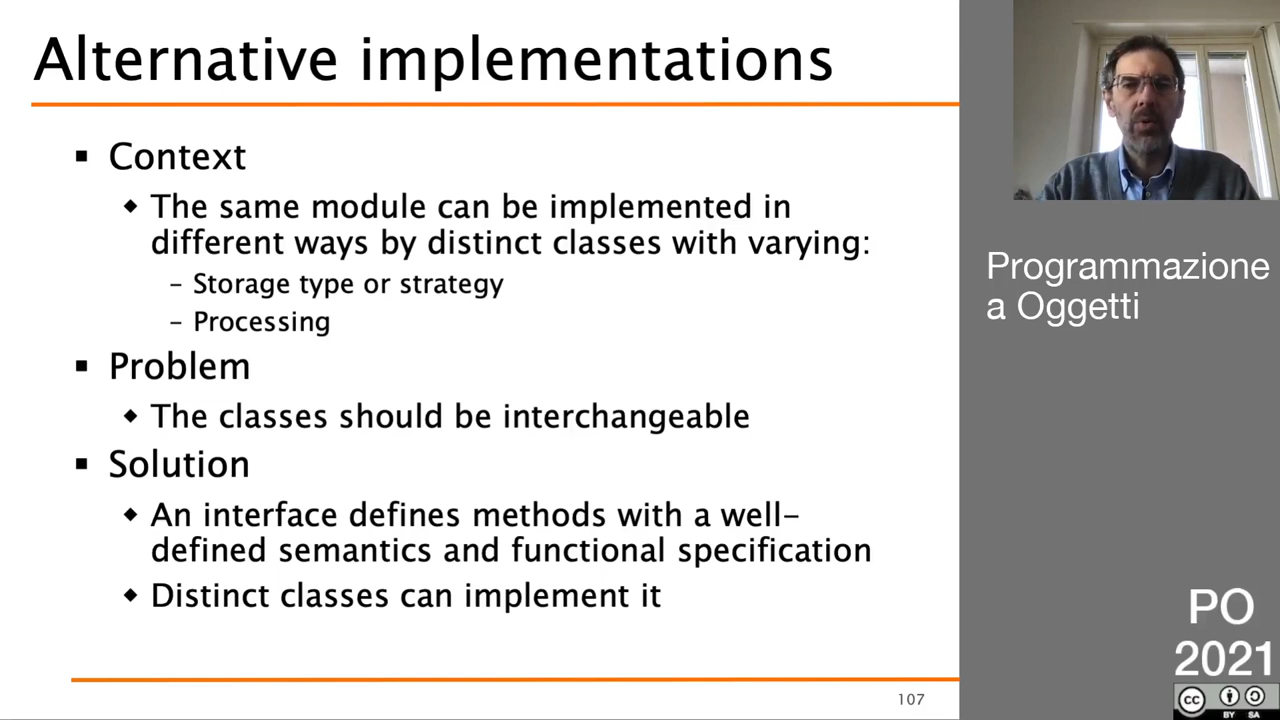 Alternative implementations
▪ Context
◆ The same module can be implemented in
different ways by distinct classes with varying:
– Storage type or strategy
– Processing
▪ Problem
◆ The classes should be interchangeable
▪ Solution
◆ An interface defines methods with a well-
defined semantics and functional specification
◆ Distinct classes can implement it
107
Programmazione
a Oggetti
PO
2021
cc
BY SA